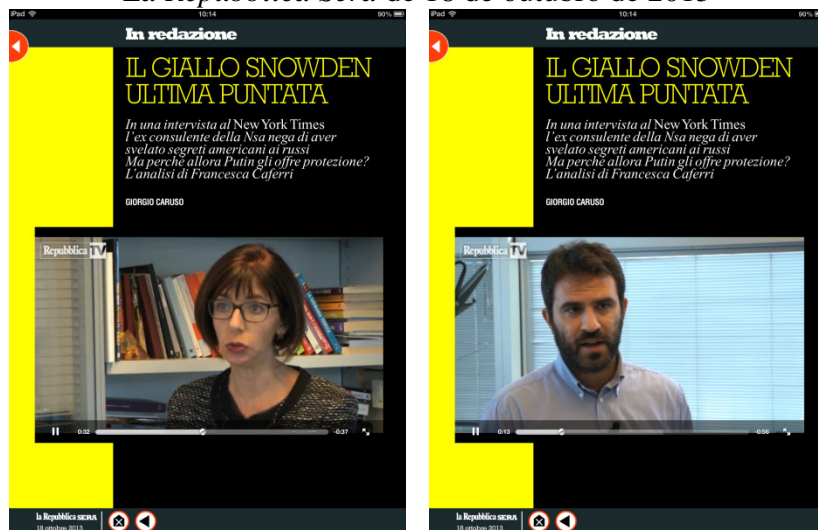 La Repubblica Sera de 18 de outubro de 2013
iPad 10:14 90%
In redazione
IL GIALLO SNOWDEN
ULTIMA PUNTATA
In una intervista al New York Times
l'ex consulente della Nsa nega di aver
svelato segreti americani ai russi
Ma perché allora Putin gli offre protezione?
L'analisi di Francesca Caferri
GIORGIO CARUSO
Repubblica TV
0:32 -0:37
la Repubblica SERA
18 ottobre 2013
iPad 10:14 90%
In redazione
IL GIALLO SNOWDEN
ULTIMA PUNTATA
In una intervista al New York Times
l'ex consulente della Nsa nega di aver
svelato segreti americani ai russi
Ma perché allora Putin gli offre protezione?
L'analisi di Francesca Caferri
GIORGIO CARUSO
Repubblica TV
0:13 -0:56
la Repubblica SERA
18 ottobre 2013